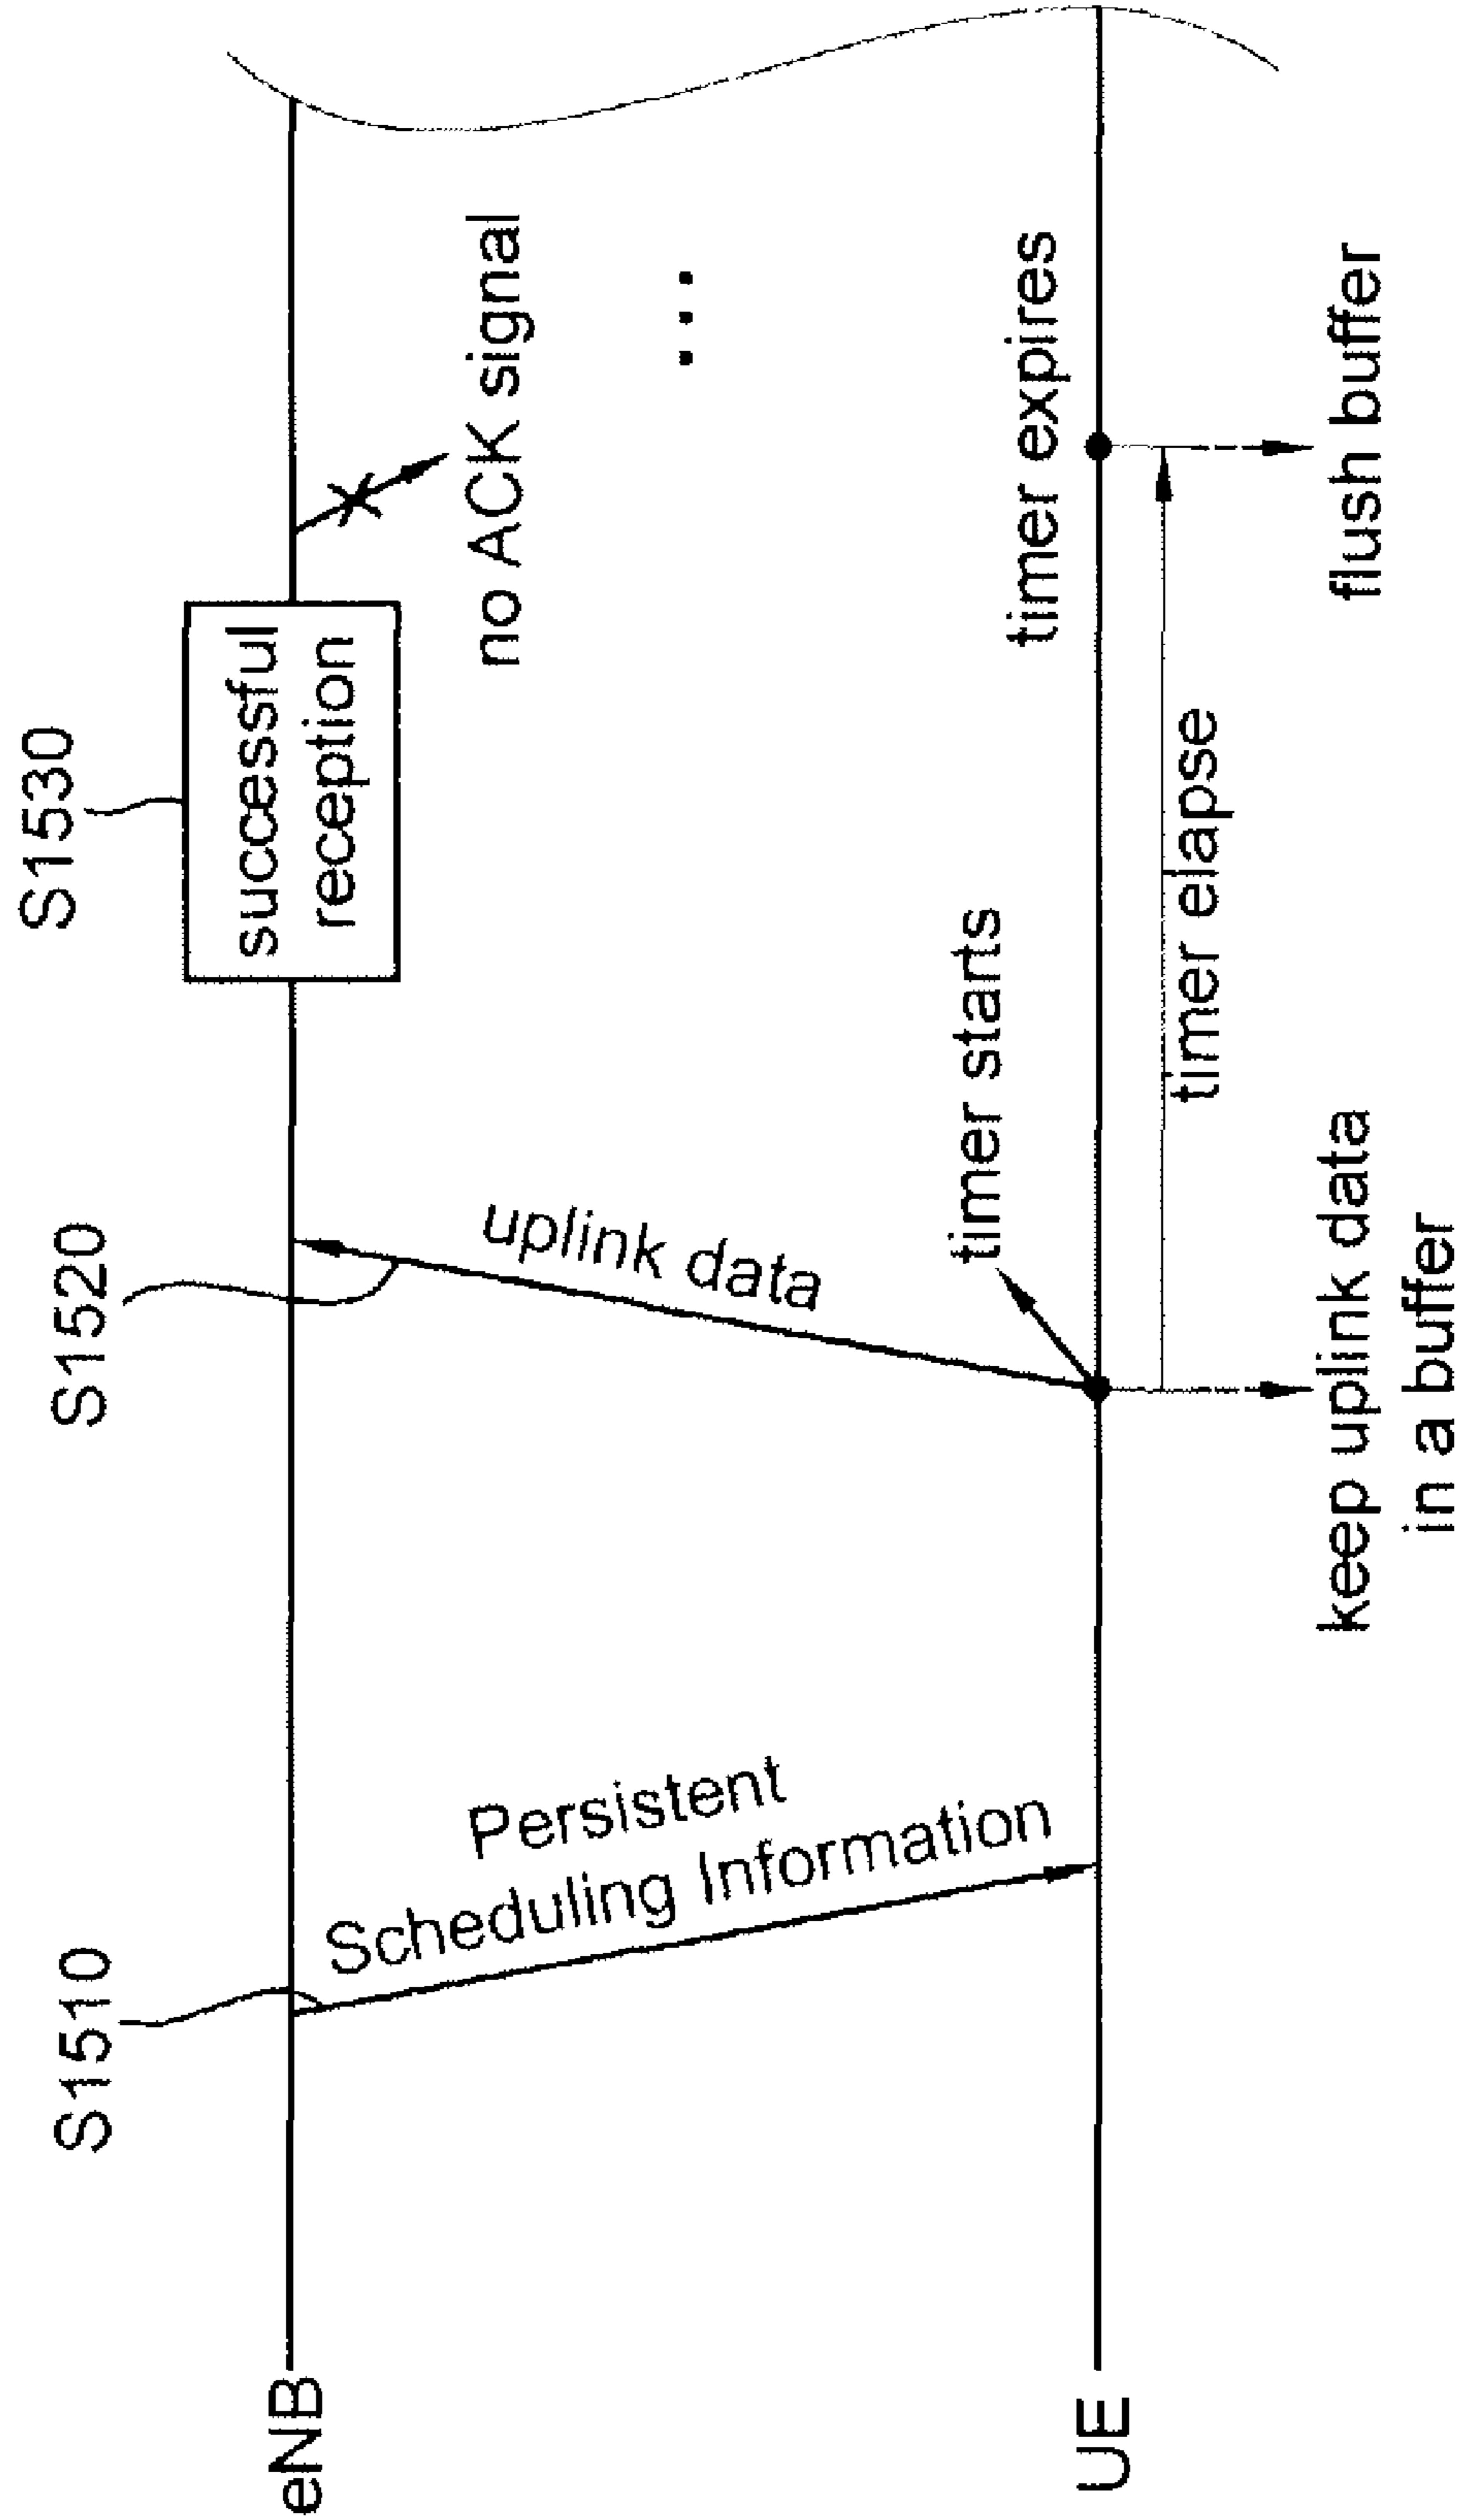 S1510
S1520
S1530
eNB
successful
reception
no ACK signal
Persistent
Scheduling Information
uplink data
...
timer starts
timer expires
UE
timer elapse
keep uplink data
in a buffer
flush buffer